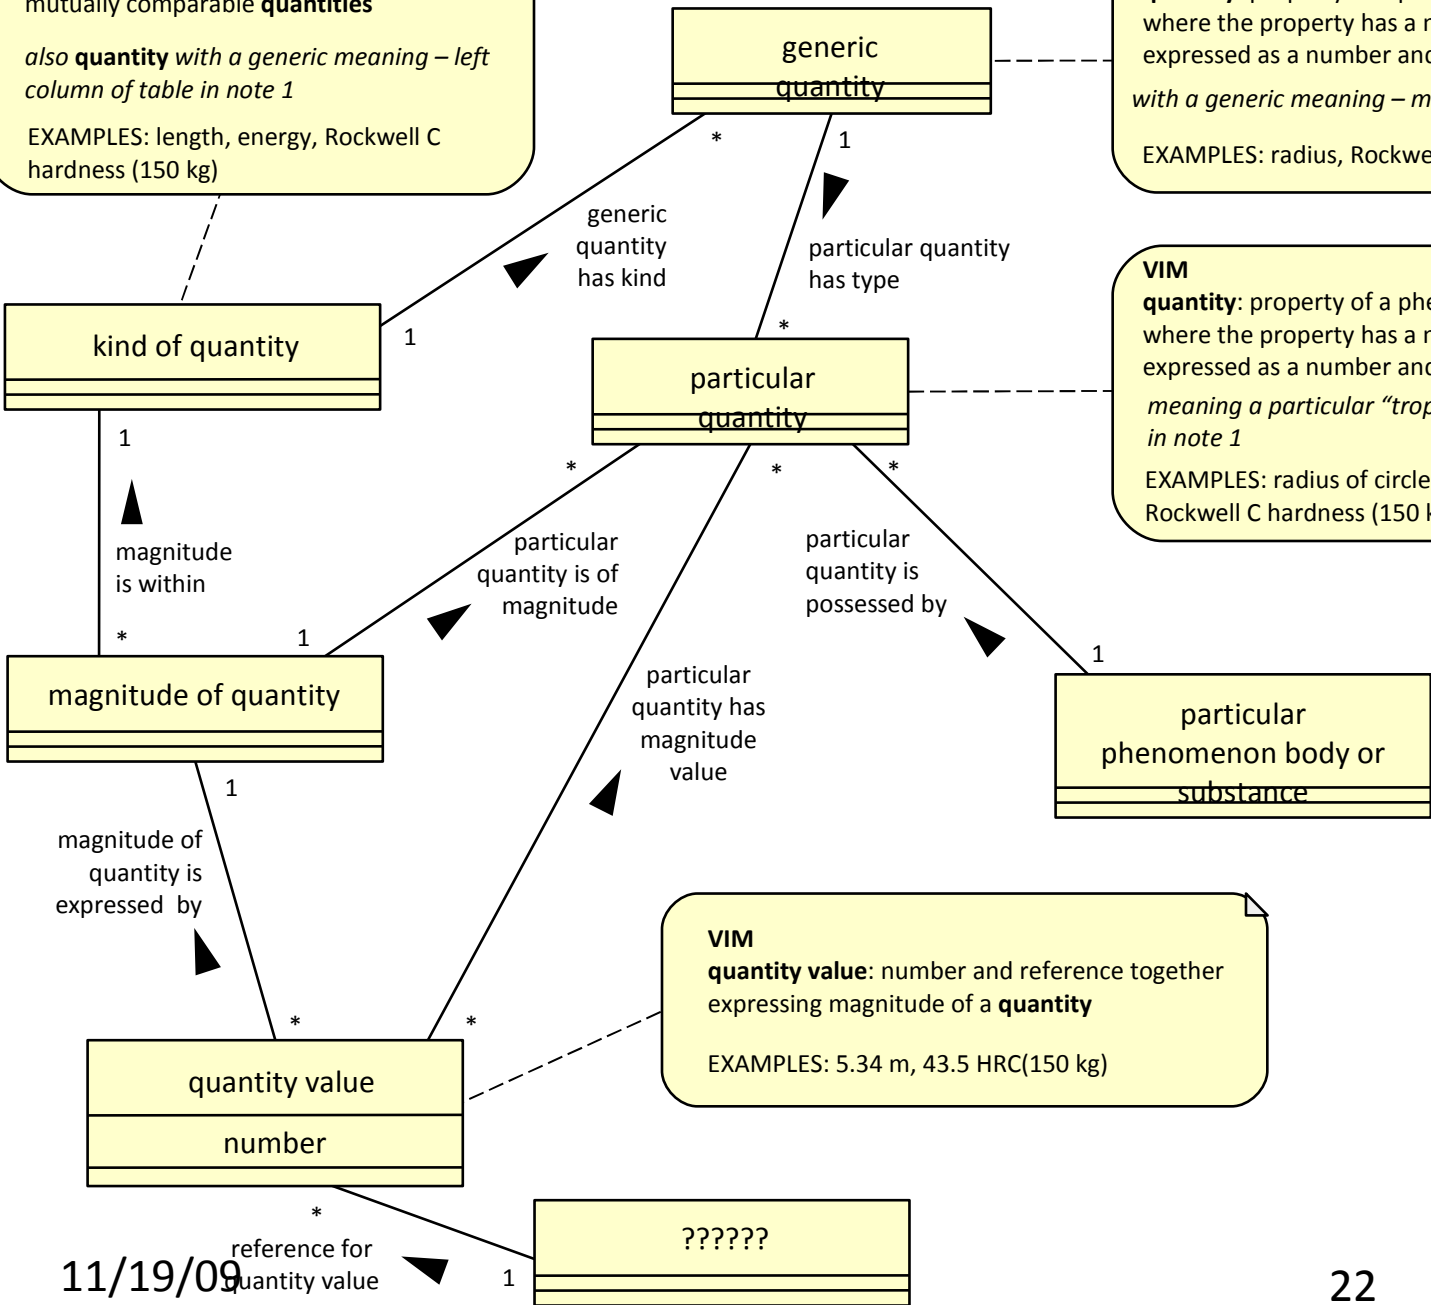 mutually comparable quantities
also quantity with a generic meaning – left
column of table in note 1
EXAMPLES: length, energy, Rockwell C
hardness (150 kg)
generic
quantity
where the property has a
expressed as a number and
with a generic meaning –
EXAMPLES: radius,
*
1
generic
quantity
has kind
particular quantity
has type
*
1
kind of quantity
particular
quantity
VIM
quantity: property of a
where the property has a
expressed as a number and
meaning a particular
in note 1
EXAMPLES: radius of circle
Rockwell C hardness (150
1
magnitude
is within
*
*
*
*
particular
quantity is of
magnitude
1
particular
quantity is
possessed by
1
magnitude of quantity
particular
quantity has
magnitude
value
particular
phenomenon body or
substance
1
magnitude of
quantity is
expressed by
*
*
VIM
quantity value: number and reference together
expressing magnitude of a quantity
EXAMPLES: 5.34 m, 43.5 HRC(150 kg)
quantity value
number
*
reference for
quantity value
1
??????
11/19/09
22